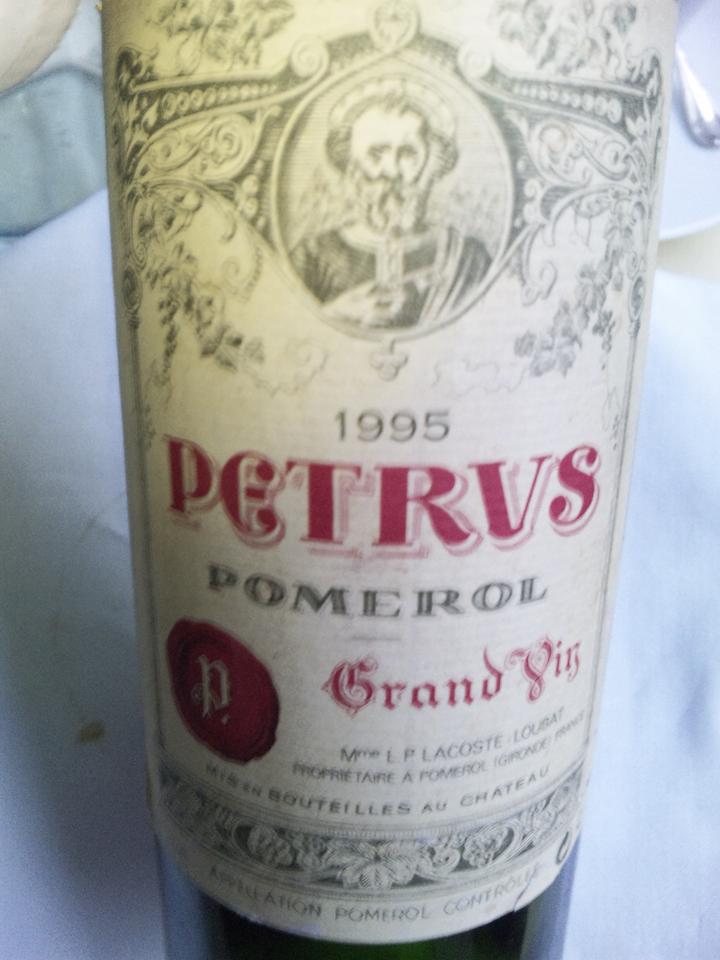 1995
PETRVS
POMEROL
Grand Vin
P.
Mme L. P. LACOSTE-LOUBAT
PROPRIÉTAIRE A POMEROL (GIRONDE) FRANCE
MIS EN BOUTEILLES AU CHATEAU
APPELLATION POMEROL CONTRÔLÉE